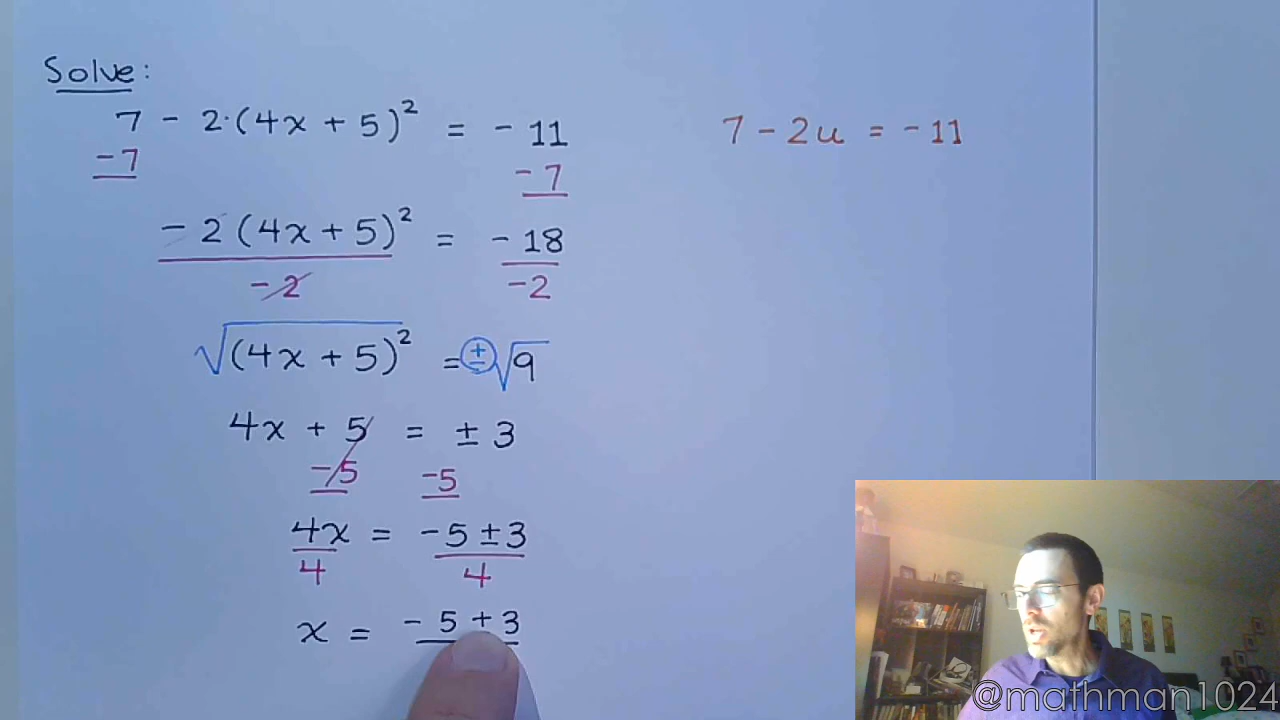 Solve:
7 - 2·(4x + 5)² = - 11
7 - 2u = - 11
-7 -7
- 2 (4x + 5)² = - 18
-2 -2
√(4x + 5)² = ± √9
4x + 5 = ± 3
-5 -5
4x = - 5 ± 3
4 4
x = - 5 + 3
@mathman1024